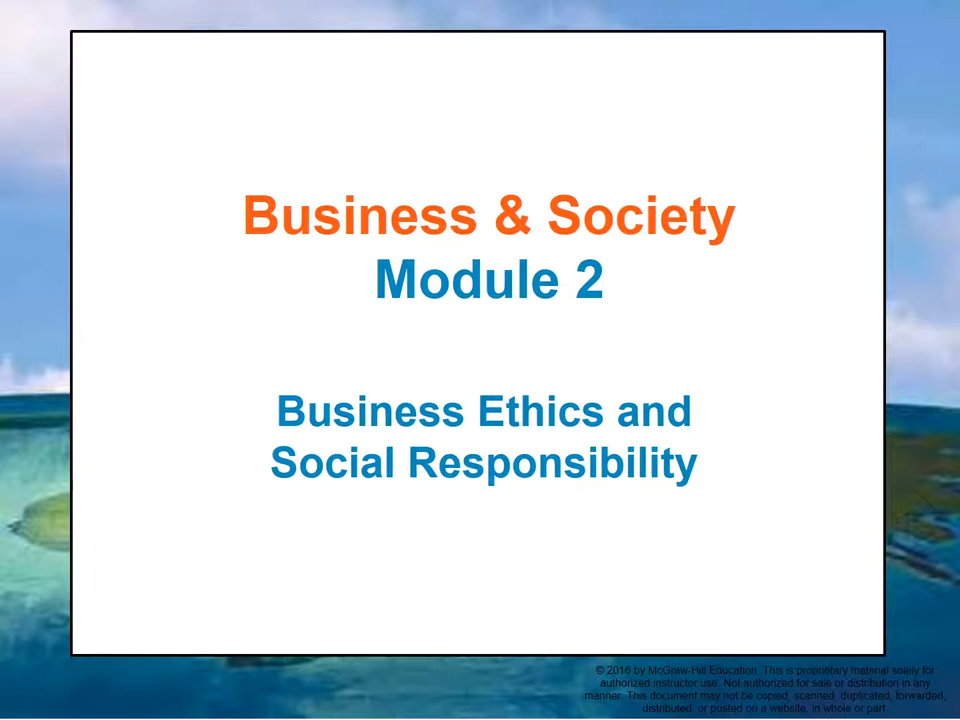 Business & Society
Module 2
Business Ethics and
Social Responsibility
© 2016 by McGraw-Hill Education. This is proprietary material solely for
authorized instructor use. Not authorized for sale or distribution in any
manner. This document may not be copied, scanned, duplicated, forwarded,
distributed, or posted on a website, in whole or part.